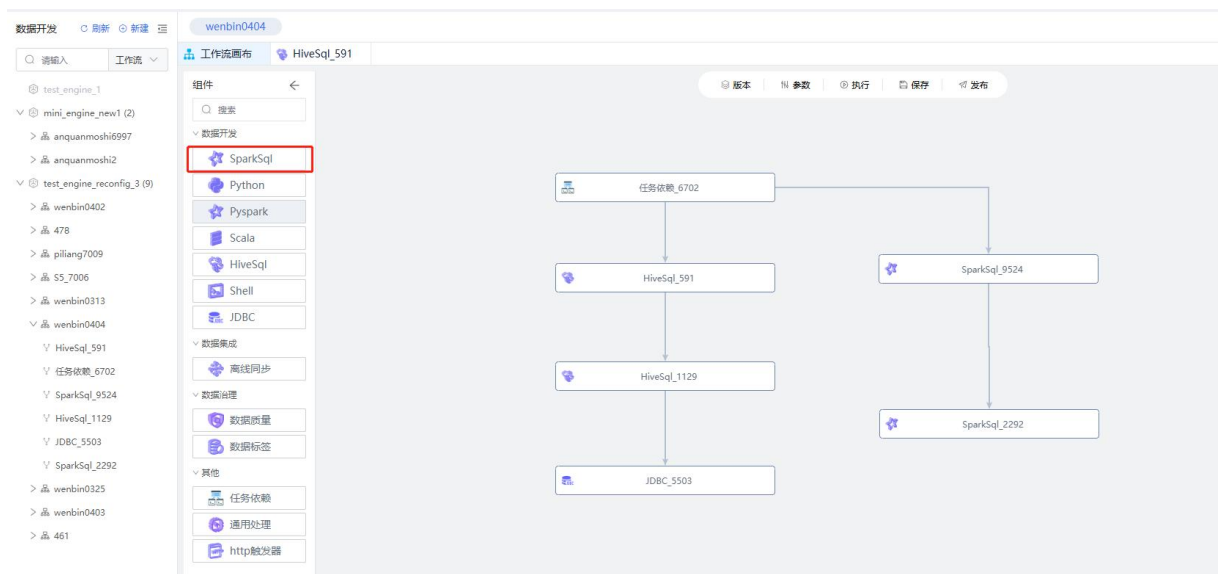 数据开发 刷新 新建
请输入 工作流
test_engine_1
mini_engine_new1 (2)
anquanmoshi6997
anquanmoshi2
test_engine_reconfig_3 (9)
wenbin0402
478
piliang7009
S5_7006
wenbin0313
wenbin0404
HiveSql_591
任务依赖_6702
SparkSql_9524
HiveSql_1129
JDBC_5503
SparkSql_2292
wenbin0325
wenbin0403
461
wenbin0404
工作流画布 HiveSql_591
组件
搜索
数据开发
SparkSql
Python
Pyspark
Scala
HiveSql
Shell
JDBC
数据集成
离线同步
数据治理
数据质量
数据标签
其他
任务依赖
通用处理
http触发器
版本 参数 执行 保存 发布
任务依赖_6702
HiveSql_591
SparkSql_9524
HiveSql_1129
SparkSql_2292
JDBC_5503